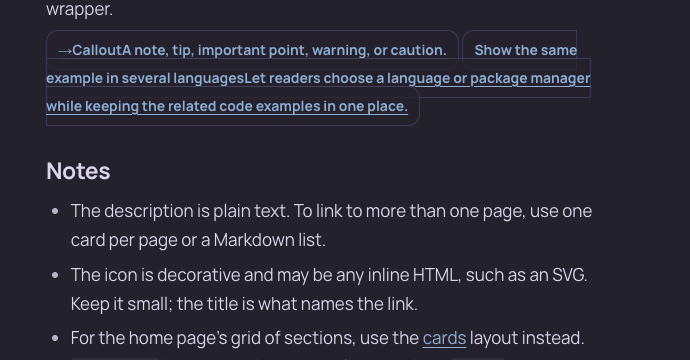 wrapper.
→CalloutA note, tip, important point, warning, or caution. Show the same
example in several languagesLet readers choose a language or package manager
while keeping the related code examples in one place.
Notes
• The description is plain text. To link to more than one page, use one
card per page or a Markdown list.
• The icon is decorative and may be any inline HTML, such as an SVG.
Keep it small; the title is what names the link.
• For the home page's grid of sections, use the cards layout instead.